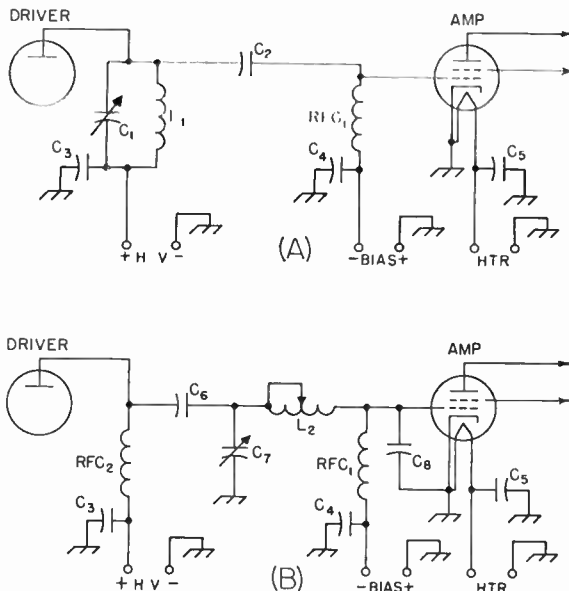 DRIVER
AMP
C2
C1
L1
RFC1
C3
C4
C5
+ H V -
(A)
-BIAS+
HTR
DRIVER
AMP
C6
L2
RFC2
C7
RFC1
C8
C3
C4
C5
+ H V -
(B)
-BIAS+
HTR